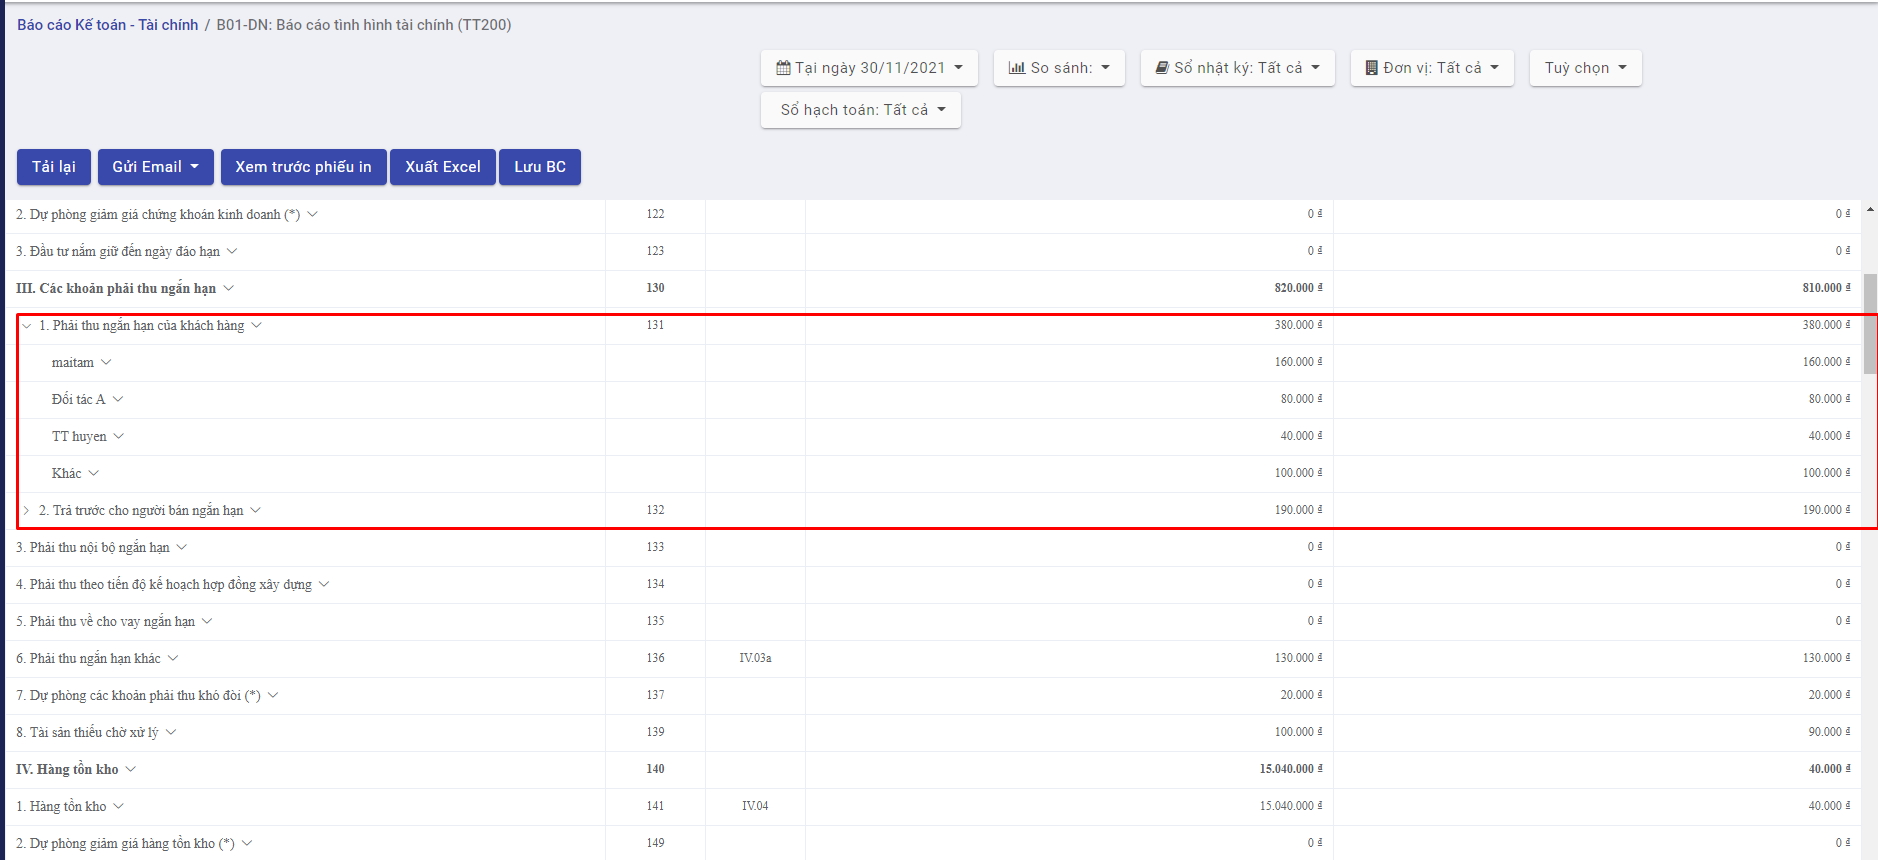 Báo cáo Kế toán - Tài chính / B01-DN: Báo cáo tình hình tài chính (TT200)
Tại ngày 30/11/2021 So sánh: Sổ nhật ký: Tất cả Đơn vị: Tất cả Tuỳ chọn
Sổ hạch toán: Tất cả
Tải lại Gửi Email Xem trước phiếu in Xuất Excel Lưu BC
2. Dự phòng giảm giá chứng khoán kinh doanh (*) 122 0 ₫ 0 ₫
3. Đầu tư nắm giữ đến ngày đáo hạn 123 0 ₫ 0 ₫
III. Các khoản phải thu ngắn hạn 130 820.000 ₫ 810.000 ₫
1. Phải thu ngắn hạn của khách hàng 131 380.000 ₫ 380.000 ₫
maitam 160.000 ₫ 160.000 ₫
Đối tác A 80.000 ₫ 80.000 ₫
TT huyen 40.000 ₫ 40.000 ₫
Khác 100.000 ₫ 100.000 ₫
2. Trả trước cho người bán ngắn hạn 132 190.000 ₫ 190.000 ₫
3. Phải thu nội bộ ngắn hạn 133 0 ₫ 0 ₫
4. Phải thu theo tiến độ kế hoạch hợp đồng xây dựng 134 0 ₫ 0 ₫
5. Phải thu về cho vay ngắn hạn 135 0 ₫ 0 ₫
6. Phải thu ngắn hạn khác 136 IV.03a 130.000 ₫ 130.000 ₫
7. Dự phòng các khoản phải thu khó đòi (*) 137 20.000 ₫ 20.000 ₫
8. Tài sản thiếu chờ xử lý 139 100.000 ₫ 90.000 ₫
IV. Hàng tồn kho 140 15.040.000 ₫ 40.000 ₫
1. Hàng tồn kho 141 IV.04 15.040.000 ₫ 40.000 ₫
2. Dự phòng giảm giá hàng tồn kho (*) 149 0 ₫ 0 ₫